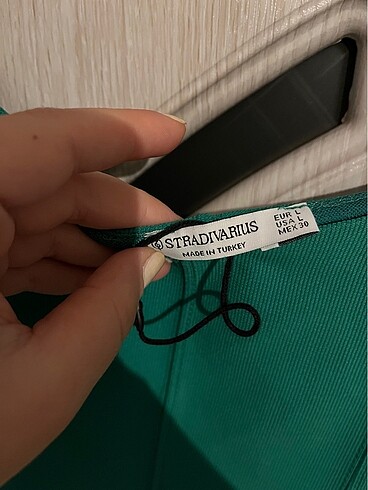 STRADIVARIUS
MADE IN TURKEY
EUR L
USA L
MEX 30